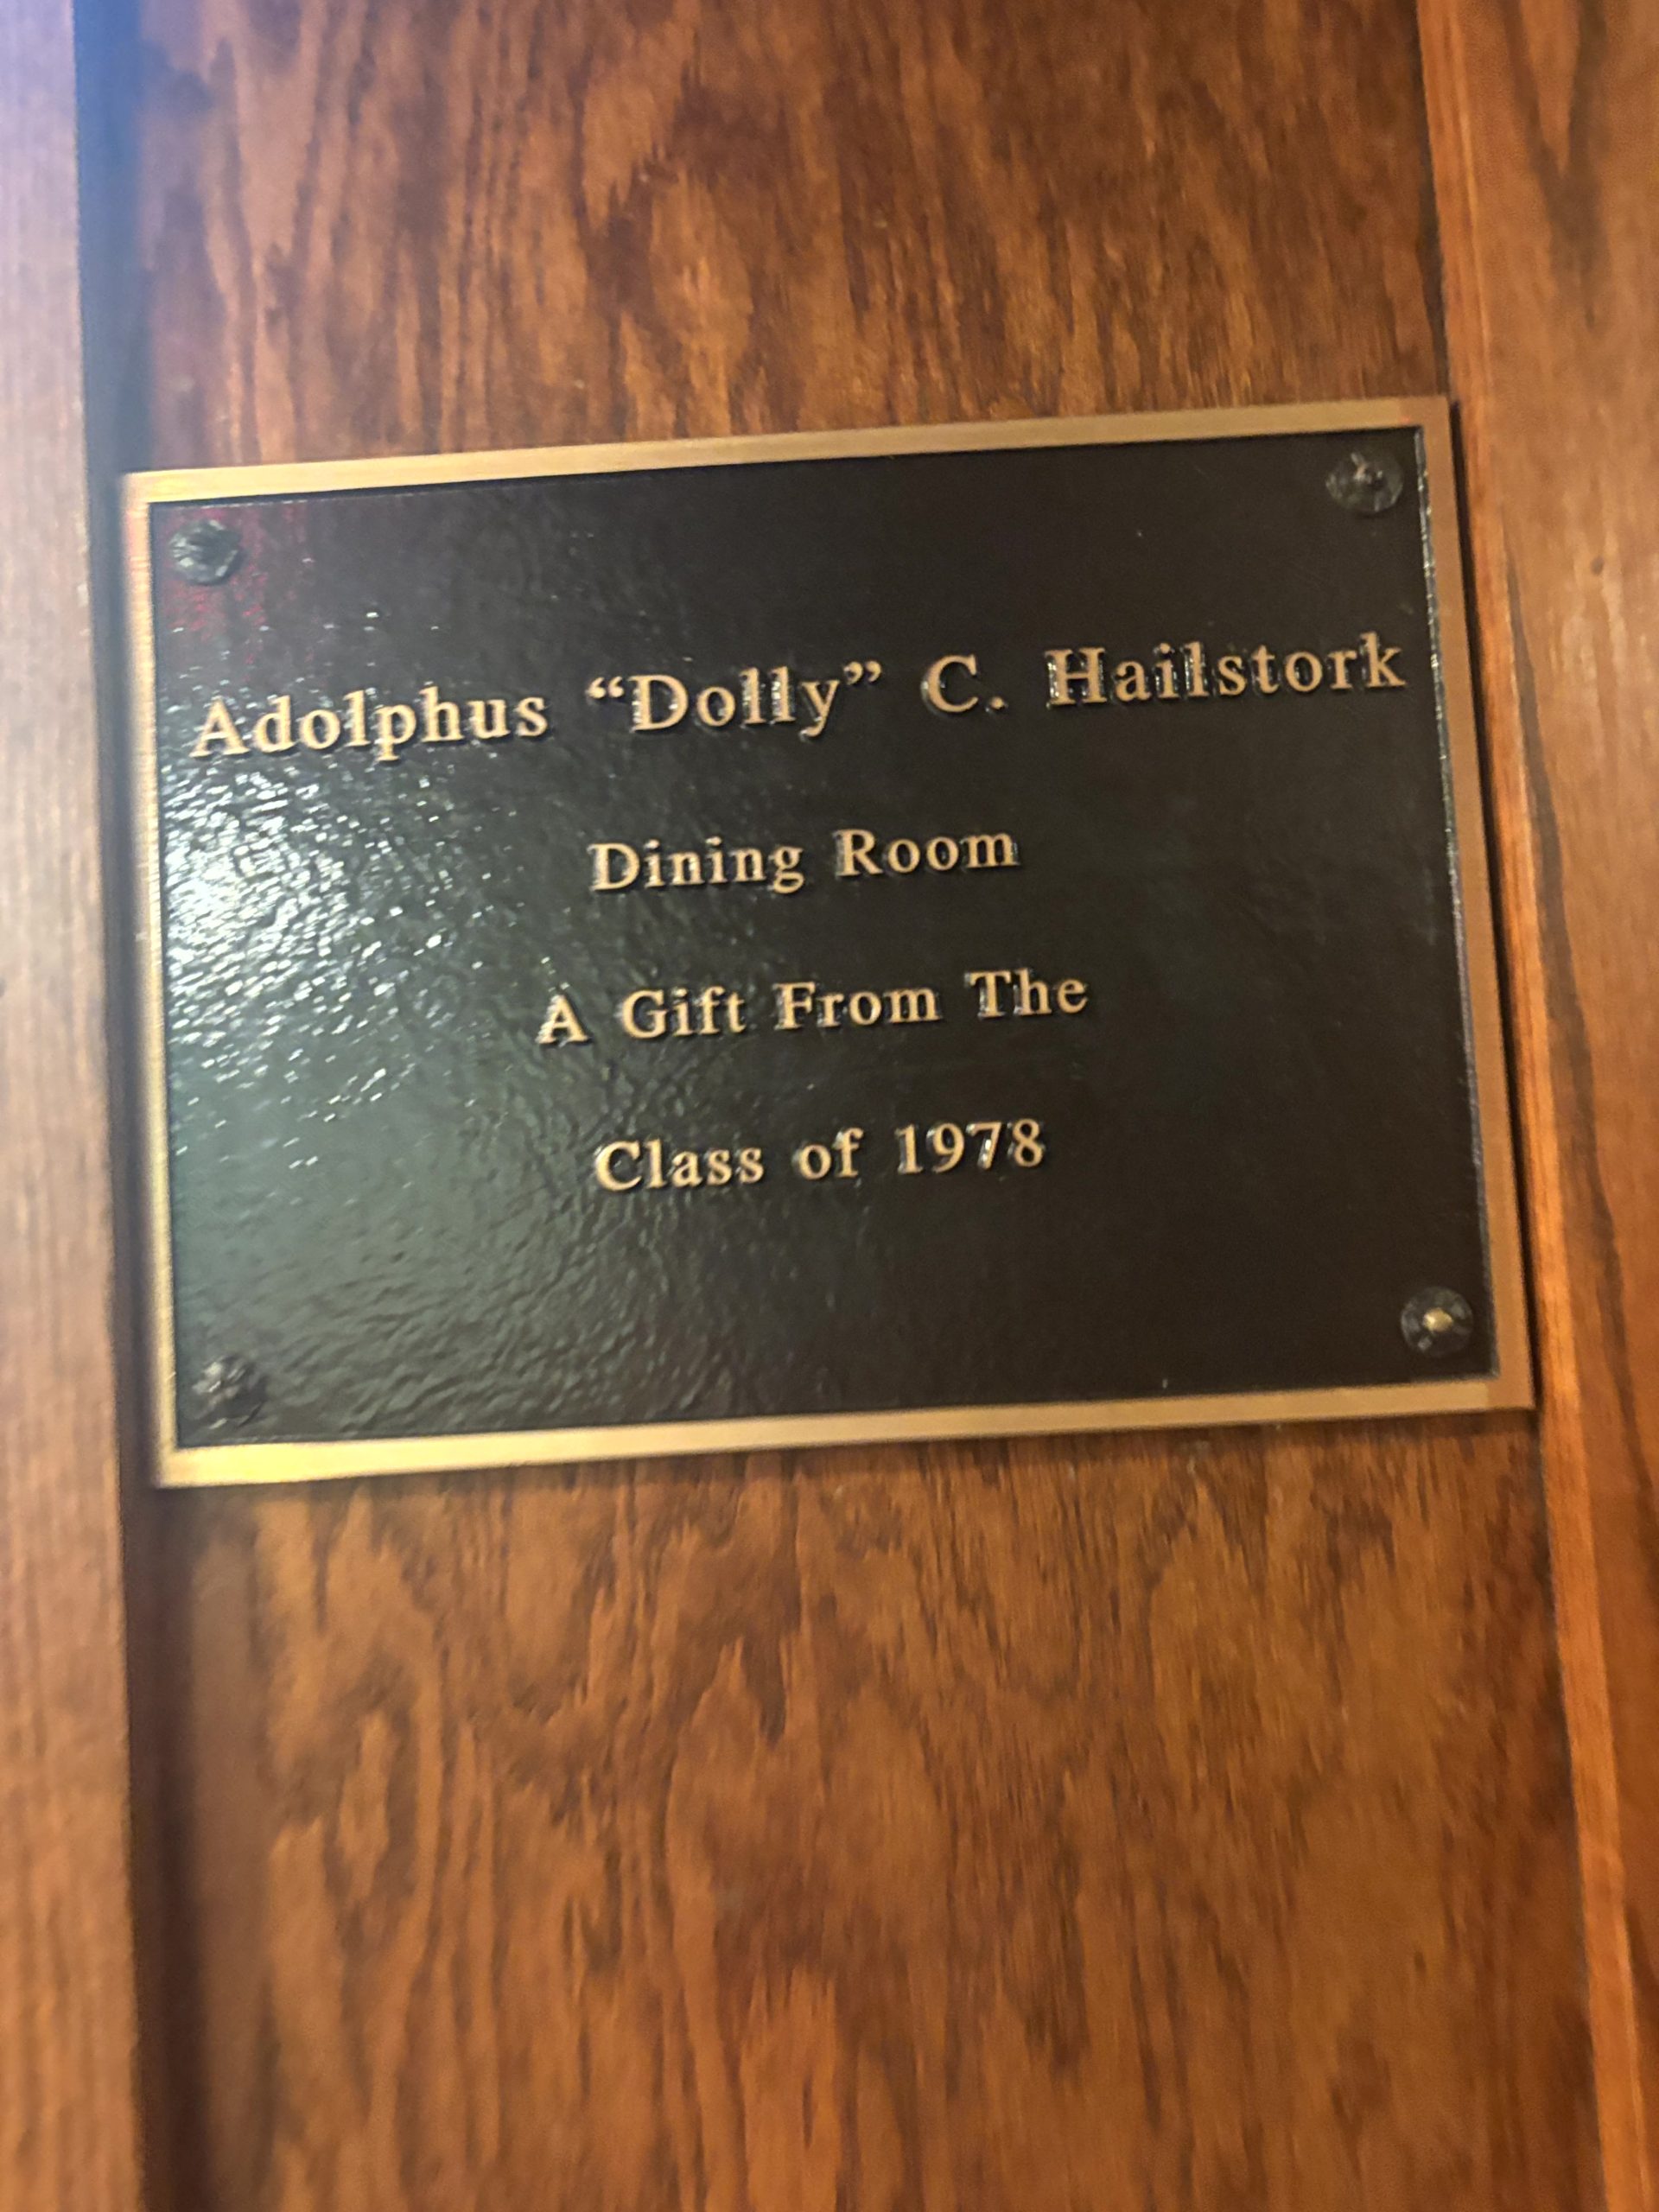 Adolphus “Dolly” C. Hailstork
Dining Room
A Gift From The
Class of 1978